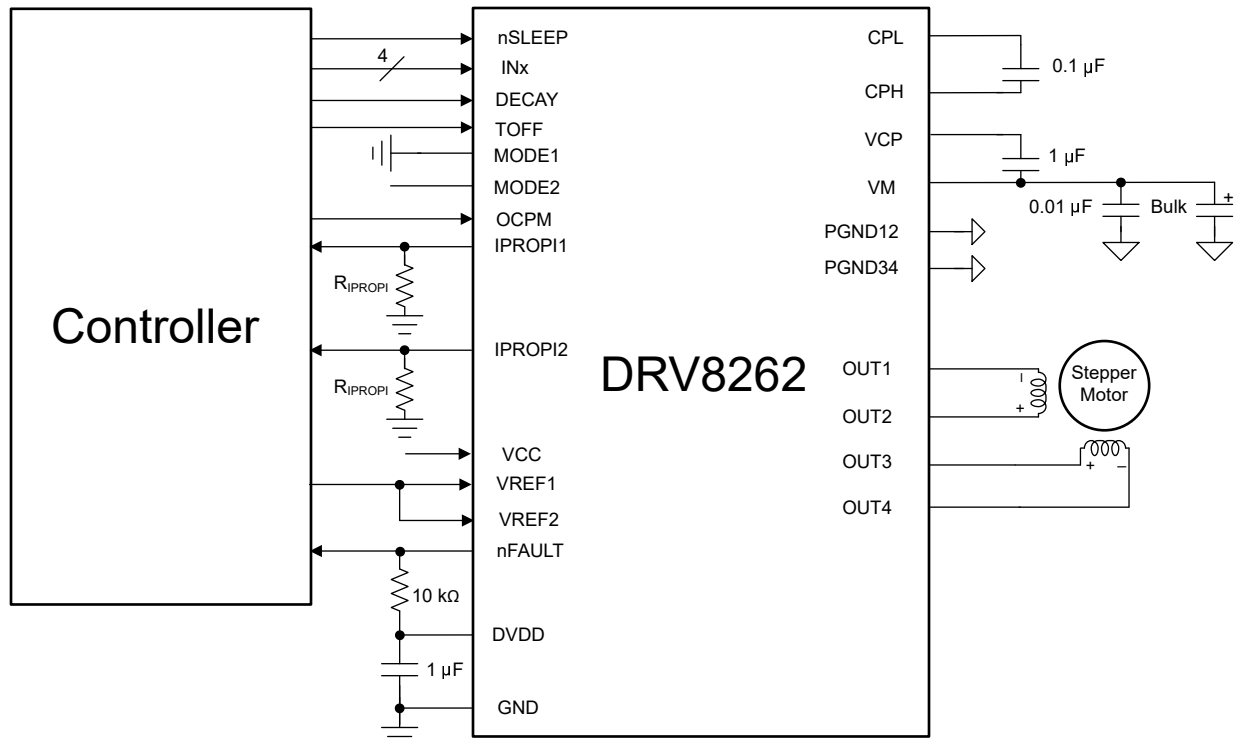 Controller
4
nSLEEP
INx
DECAY
TOFF
MODE1
MODE2
OCPM
IPROPI1
RIPROPI
IPROPI2
RIPROPI
VCC
VREF1
VREF2
nFAULT
10 kΩ
DVDD
1 µF
GND
DRV8262
CPL
0.1 µF
CPH
VCP
1 µF
VM
0.01 µF
Bulk
+
PGND12
PGND34
OUT1
–
+
OUT2
Stepper
Motor
OUT3
+
–
OUT4